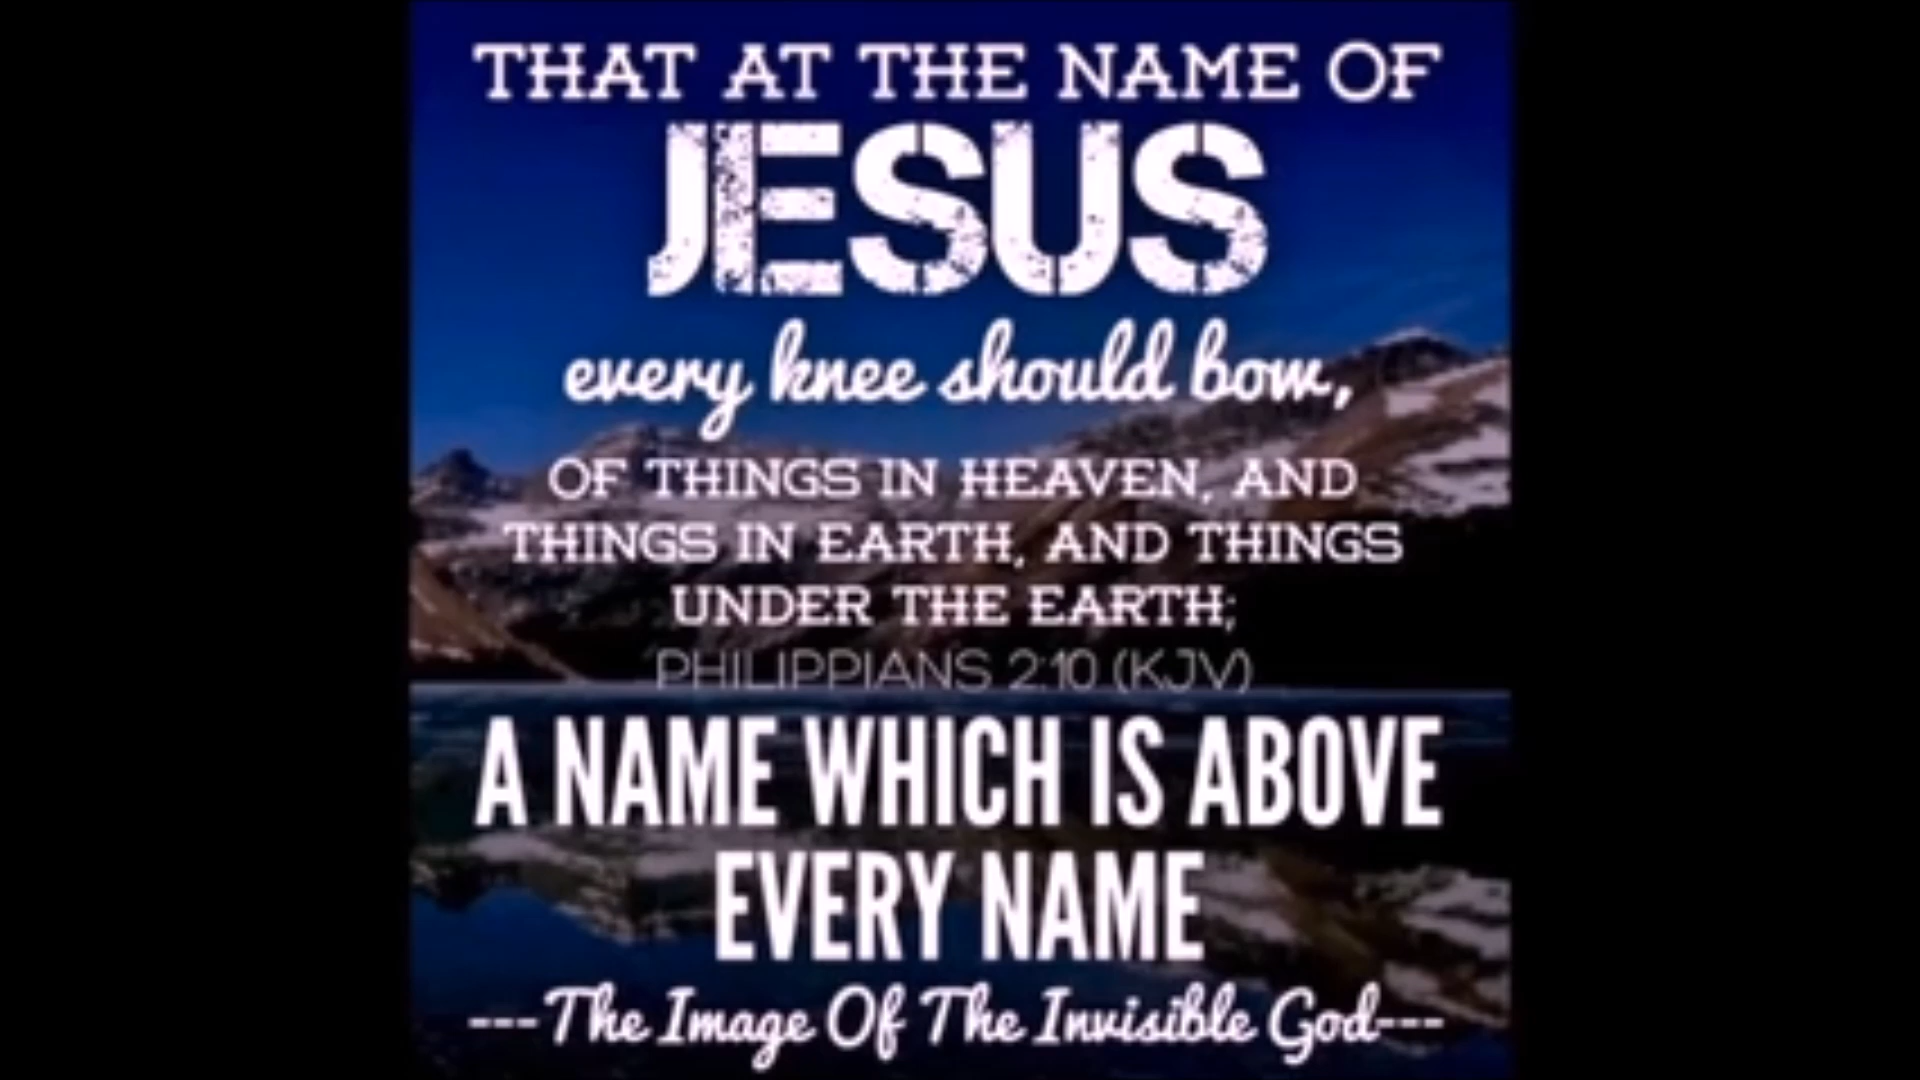 THAT AT THE NAME OF
JESUS
every knee should bow,
OF THINGS IN HEAVEN, AND
THINGS IN EARTH, AND THINGS
UNDER THE EARTH;
PHILIPPIANS 2:10 (KJV)
A NAME WHICH IS ABOVE
EVERY NAME
---The Image Of The Invisible God---